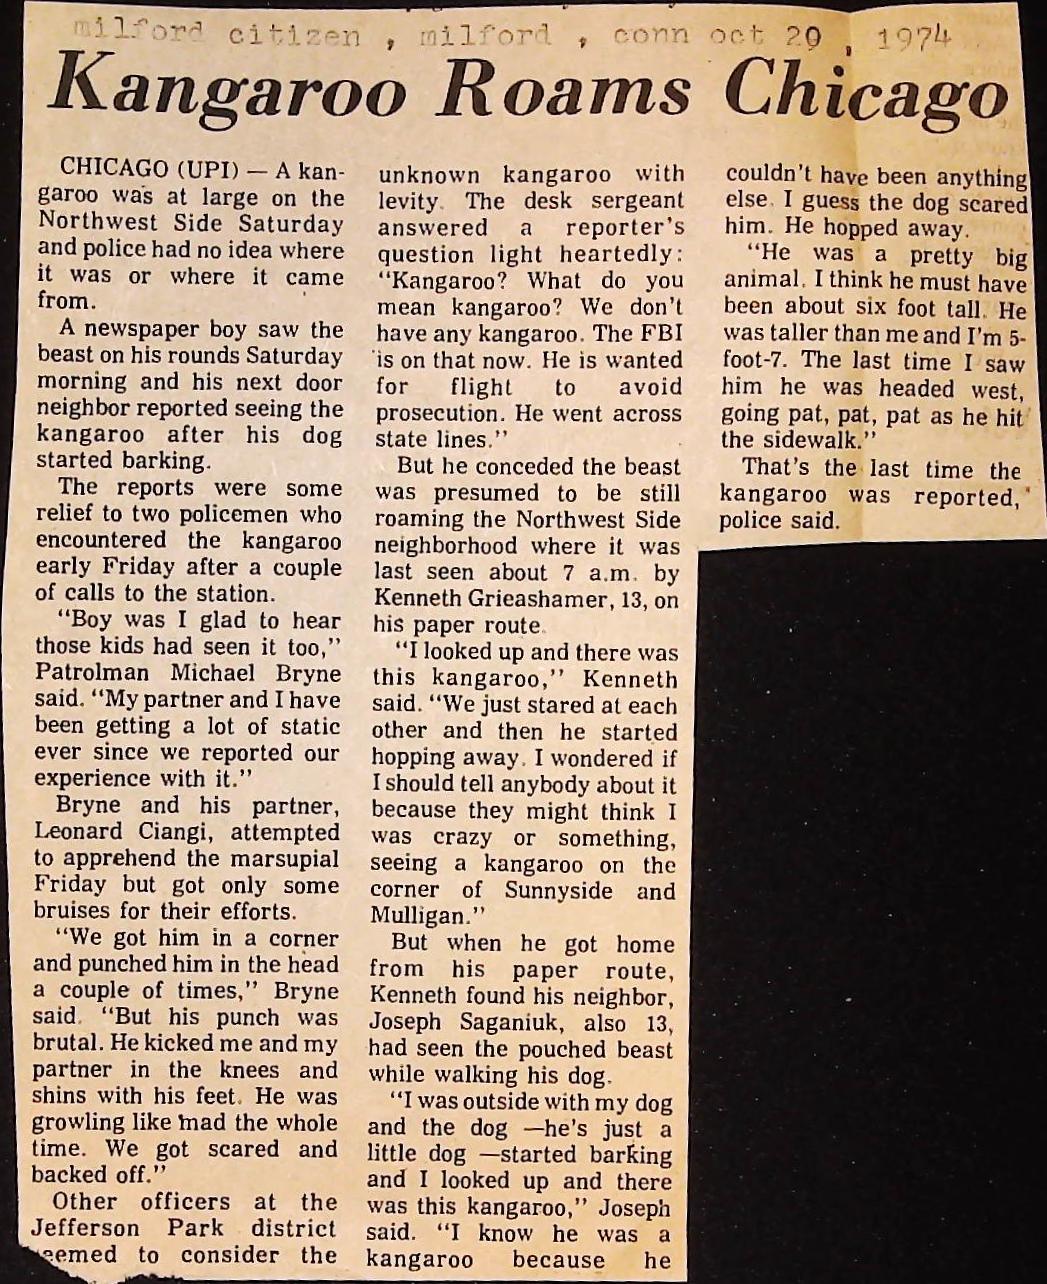 milford citizen , milford , conn oct 29 , 1974
Kangaroo Roams Chicago
CHICAGO (UPI) — A kan-
garoo was at large on the
Northwest Side Saturday
and police had no idea where
it was or where it came
from.
A newspaper boy saw the
beast on his rounds Saturday
morning and his next door
neighbor reported seeing the
kangaroo after his dog
started barking.
The reports were some
relief to two policemen who
encountered the kangaroo
early Friday after a couple
of calls to the station.
“Boy was I glad to hear
those kids had seen it too,”
Patrolman Michael Bryne
said. “My partner and I have
been getting a lot of static
ever since we reported our
experience with it.”
Bryne and his partner,
Leonard Ciangi, attempted
to apprehend the marsupial
Friday but got only some
bruises for their efforts.
“We got him in a corner
and punched him in the head
a couple of times,” Bryne
said. “But his punch was
brutal. He kicked me and my
partner in the knees and
shins with his feet. He was
growling like mad the whole
time. We got scared and
backed off.”
Other officers at the
Jefferson Park district
seemed to consider the
unknown kangaroo with
levity. The desk sergeant
answered a reporter's
question light heartedly:
“Kangaroo? What do you
mean kangaroo? We don't
have any kangaroo. The FBI
is on that now. He is wanted
for flight to avoid
prosecution. He went across
state lines.”
But he conceded the beast
was presumed to be still
roaming the Northwest Side
neighborhood where it was
last seen about 7 a.m. by
Kenneth Grieashamer, 13, on
his paper route.
“I looked up and there was
this kangaroo,” Kenneth
said. “We just stared at each
other and then he started
hopping away. I wondered if
I should tell anybody about it
because they might think I
was crazy or something,
seeing a kangaroo on the
corner of Sunnyside and
Mulligan.”
But when he got home
from his paper route,
Kenneth found his neighbor,
Joseph Saganiuk, also 13,
had seen the pouched beast
while walking his dog.
“I was outside with my dog
and the dog —he's just a
little dog —started barking
and I looked up and there
was this kangaroo,” Joseph
said. “I know he was a
kangaroo because he
couldn't have been anything
else. I guess the dog scared
him. He hopped away.
“He was a pretty big
animal. I think he must have
been about six foot tall. He
was taller than me and I'm 5-
foot-7. The last time I saw
him he was headed west,
going pat, pat, pat as he hit
the sidewalk.”
That's the last time the
kangaroo was reported,
police said.